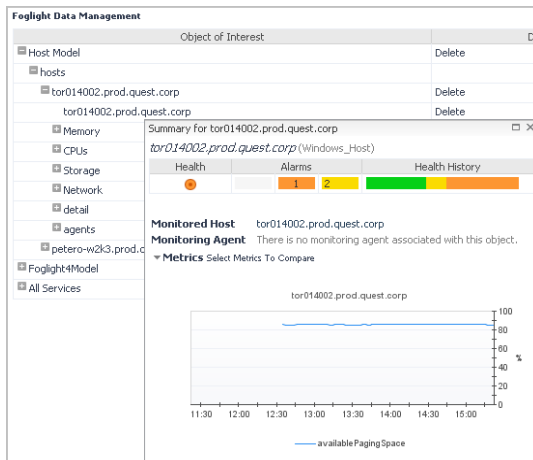 Foglight Data Management
Object of Interest D
Host Model Delete
hosts
tor014002.prod.quest.corp Delete
tor014002.prod.quest.corp Delete
Memory
CPUs
Storage
Network
detail
agents
petero-w2k3.prod.c
Foglight4Model
All Services
Summary for tor014002.prod.quest.corp
tor014002.prod.quest.corp (Windows_Host)
Health Alarms Health History
1 2
Monitored Host tor014002.prod.quest.corp
Monitoring Agent There is no monitoring agent associated with this object.
Metrics Select Metrics To Compare
tor014002.prod.quest.corp
100
80
60
40
20
0
%
11:30 12:00 12:30 13:00 13:30 14:00 14:30 15:00
availablePagingSpace